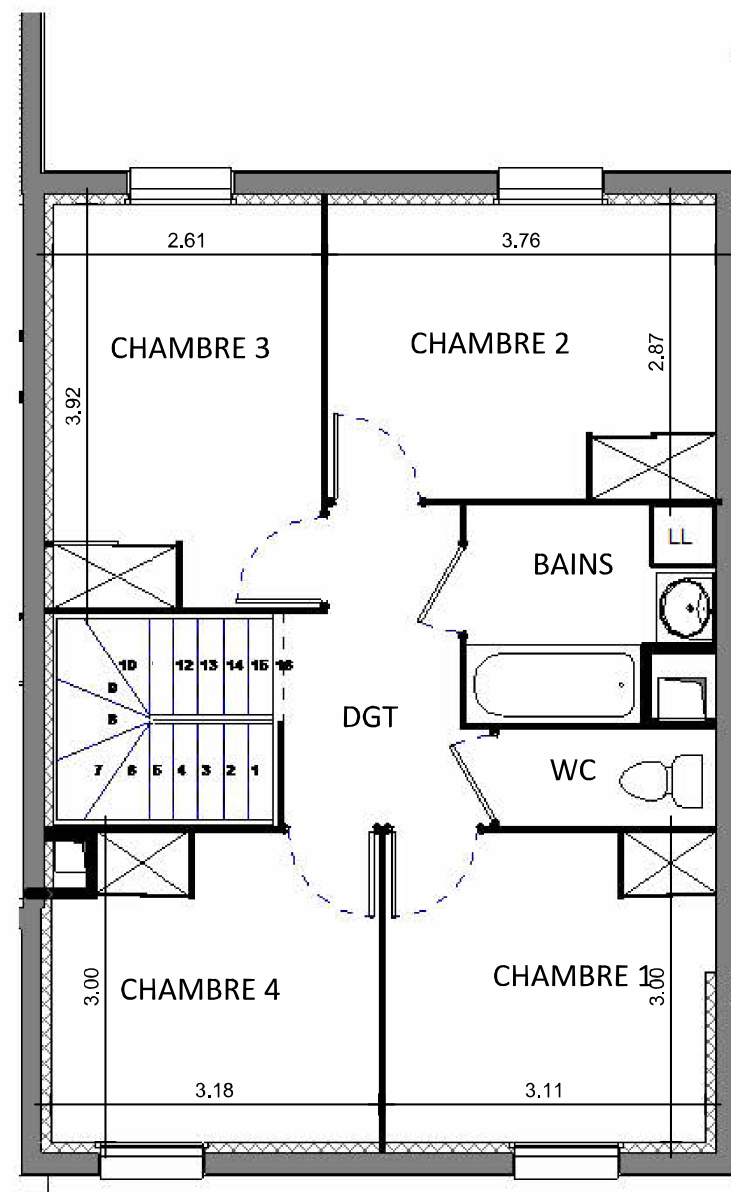 2.61
3.76
CHAMBRE 3
CHAMBRE 2
2.87
3.92
LL
BAINS
10 12 13 14 15 16
9
8
DGT
7 6 5 4 3 2 1
WC
CHAMBRE 4
3.00
CHAMBRE 1
3.00
3.18
3.11